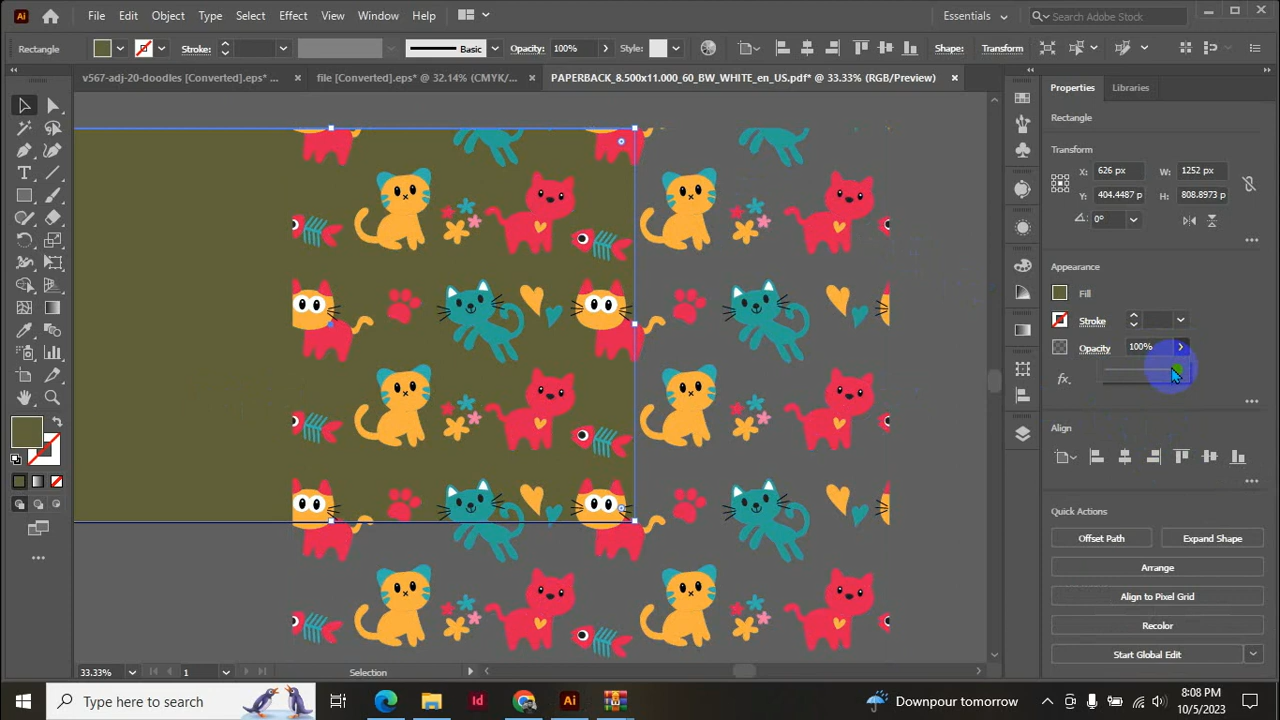 Ai File Edit Object Type Select Effect View Window Help Essentials Search Adobe Stock
Rectangle Stroke: Basic Opacity: 100% Style: Shape: Transform
v567-adj-20-doodles [Converted].eps* ... × file [Converted].eps* @ 32.14% (CMYK/... × PAPERBACK_8.500x11.000_60_BW_WHITE_en_US.pdf* @ 33.33% (RGB/Preview) ×
Properties Libraries
Rectangle
Transform
X: 626 px W: 1252 px
Y: 404.4487 p H: 808.8973 p
0°
Appearance
Fill
Stroke
Opacity 100%
fx.
Align
Quick Actions
Offset Path Expand Shape
Arrange
Align to Pixel Grid
Recolor
Start Global Edit
33.33% 1 Selection
Type here to search Id Ai Downpour tomorrow 8:08 PM
10/5/2023